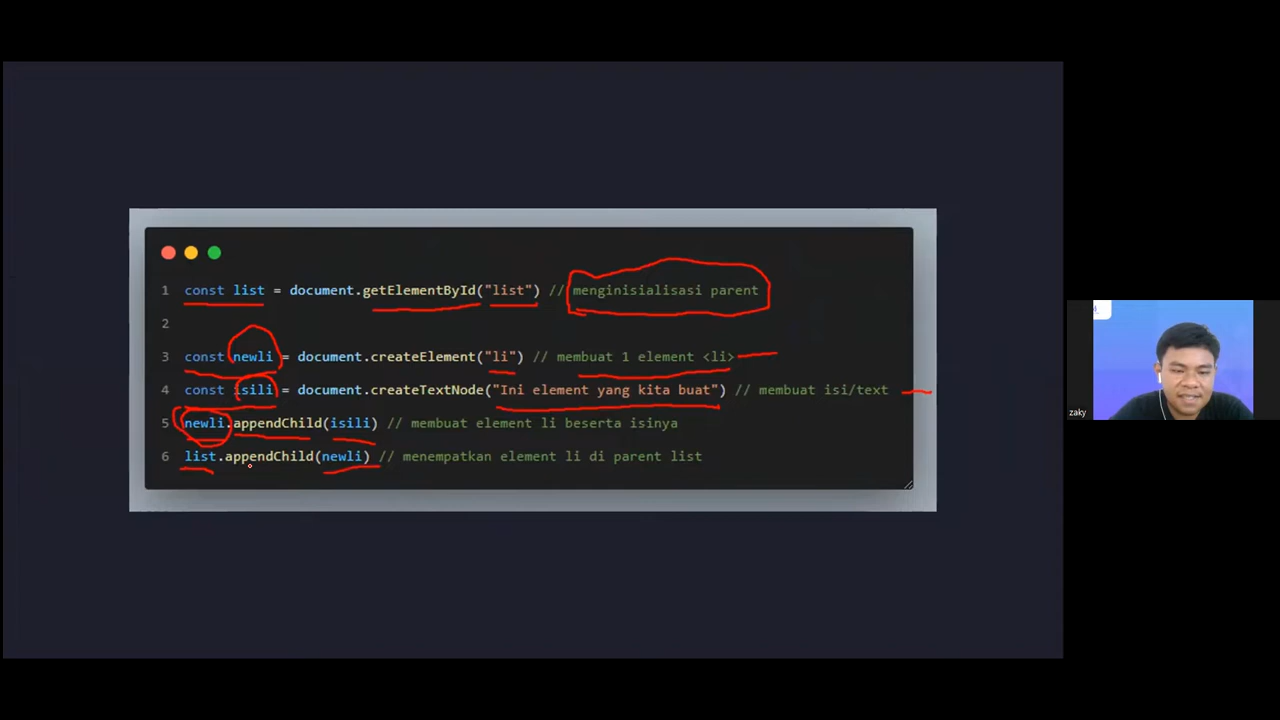 1 const list = document.getElementById("list") // menginisialisasi parent
2
3 const newli = document.createElement("li") // membuat 1 element <li>
4 const isili = document.createTextNode("Ini element yang kita buat") // membuat isi/text
5 newli.appendChild(isili) // membuat element li beserta isinya
6 list.appendChild(newli) // menempatkan element li di parent list
zaky